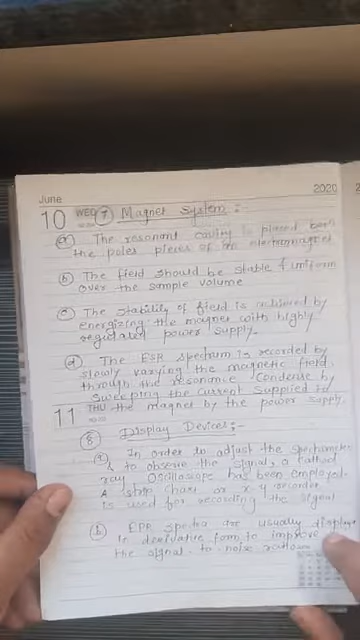 June 2020
10 WED 7 Magnet System :-
(a) The resonant cavity is placed betn
the poles pieces of an electromagnet
(b) The field should be stable & uniform
over the sample volume
(c) The stability of field is achieved by
energizing the magnet with highly
regulated power supply.
(d) The ESR spectrum is recorded by
slowly varying the magnetic field
through the resonance Condense by
sweeping the current supplied to
11 THU the magnet by the power supply.
(8) Display Devices :-
(a) In order to adjust the spectrometer
& to observe the signal, a Cathod
ray Oscilloscope has been employed.
A strip chart or x-y recorder
is used for recording the signal
(b) EPR spectra are usually display
in derivative form to improve
the signal-to-noise ratio